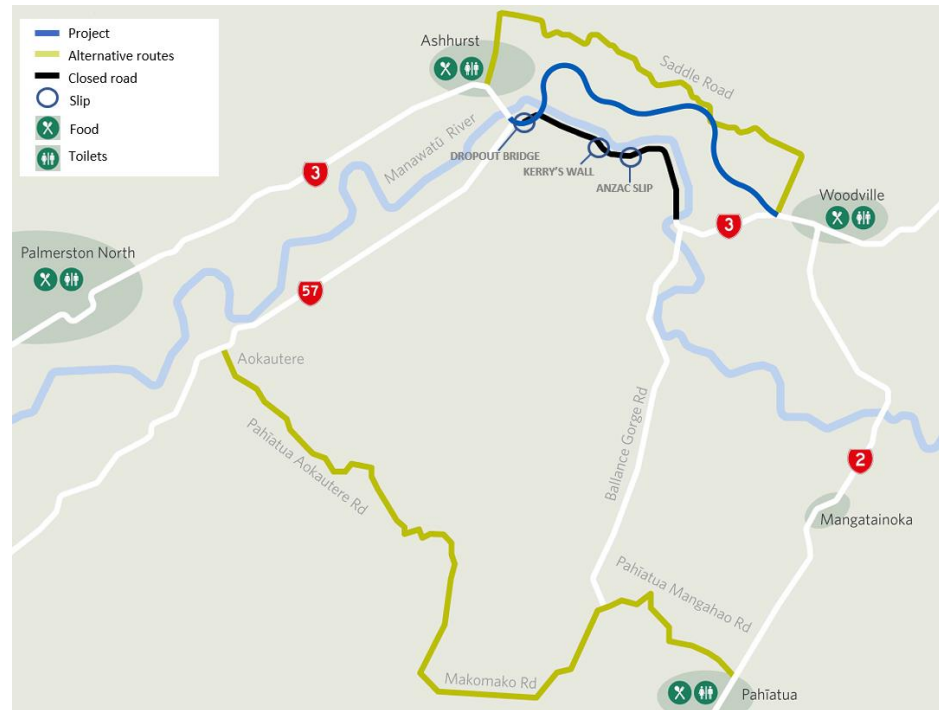 Project
Alternative routes
Closed road
Slip
Food
Toilets
Ashhurst
Saddle Road
Manawatū River
DROPOUT BRIDGE
KERRY'S WALL
ANZAC SLIP
3
Woodville
3
Palmerston North
57
Aokautere
Pahīatua Aokautere Rd
Ballance Gorge Rd
2
Mangatainoka
Pahīatua Mangahao Rd
Makomako Rd
Pahīatua